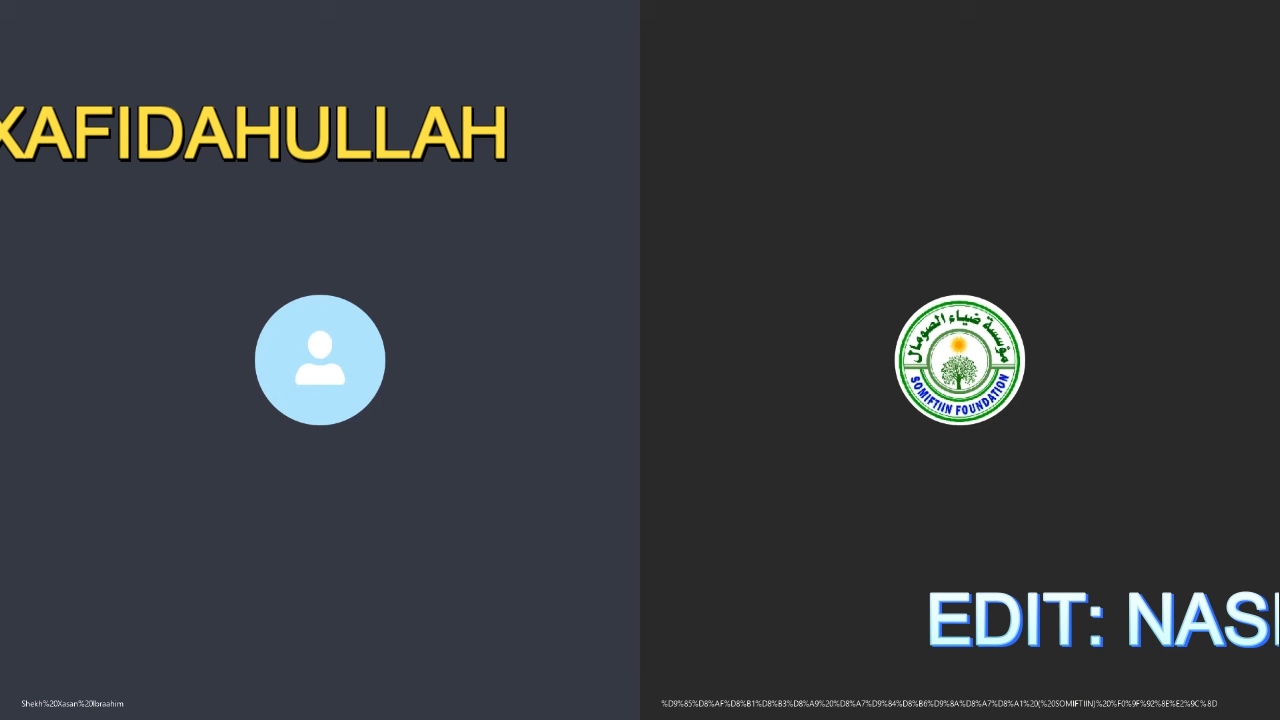 XAFIDAHULLAH
مؤسسة ضياء الصومال
SOMIFTIIN FOUNDATION
EDIT: NAS
Shekh%20Xasan%20Ibraahim
%D9%85%D8%AF%D8%B1%D8%B3%D8%A9%20%D8%A7%D9%84%D8%B6%D9%8A%D8%A7%D8%A1%20(%20SOMIFTIIN)%20%F0%9F%92%8E%E2%9C%8D